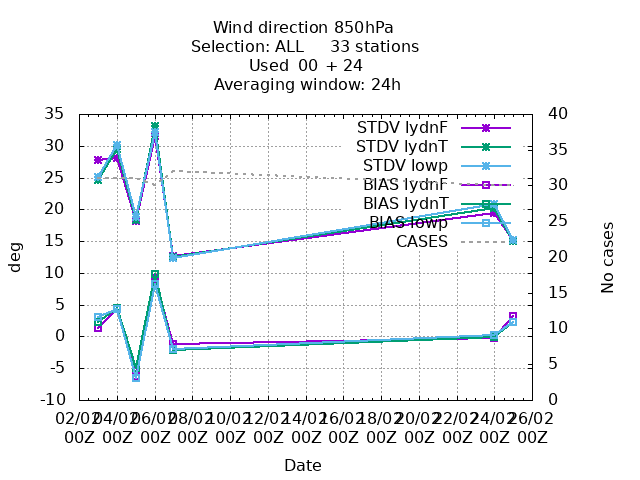 Wind direction 850hPa
Selection: ALL 33 stations
Used 00 + 24
Averaging window: 24h
35 40
30 35
25 30
20 25
15 20
10 15
5 10
0 5
-5 0
-10
deg
No cases
STDV lydnF
STDV lydnT
STDV lowp
BIAS lydnF
BIAS lydnT
BIAS lowp
CASES
02/02 04/02 06/02 08/02 10/02 12/02 14/02 16/02 18/02 20/02 22/02 24/02 26/02
00Z 00Z 00Z 00Z 00Z 00Z 00Z 00Z 00Z 00Z 00Z 00Z 00Z
Date